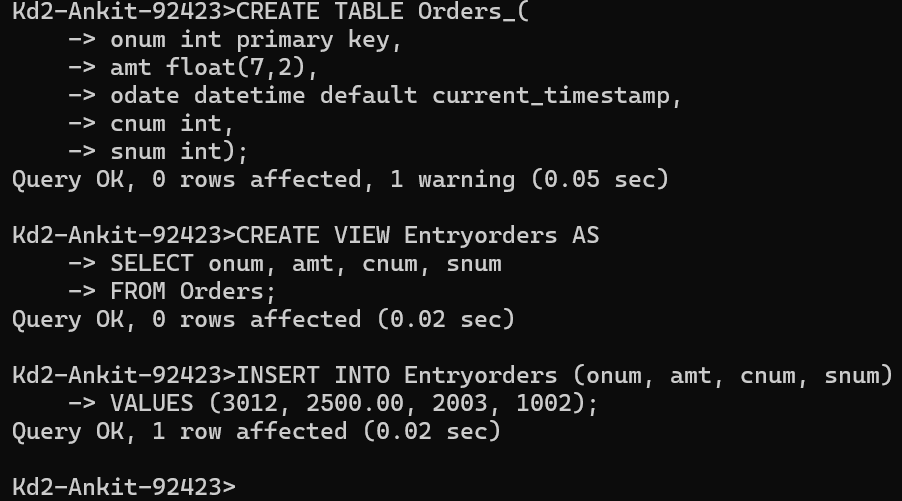 Kd2-Ankit-92423>CREATE TABLE Orders_(
    -> onum int primary key,
    -> amt float(7,2),
    -> odate datetime default current_timestamp,
    -> cnum int,
    -> snum int);
Query OK, 0 rows affected, 1 warning (0.05 sec)

Kd2-Ankit-92423>CREATE VIEW Entryorders AS
    -> SELECT onum, amt, cnum, snum
    -> FROM Orders;
Query OK, 0 rows affected (0.02 sec)

Kd2-Ankit-92423>INSERT INTO Entryorders (onum, amt, cnum, snum)
    -> VALUES (3012, 2500.00, 2003, 1002);
Query OK, 1 row affected (0.02 sec)

Kd2-Ankit-92423>